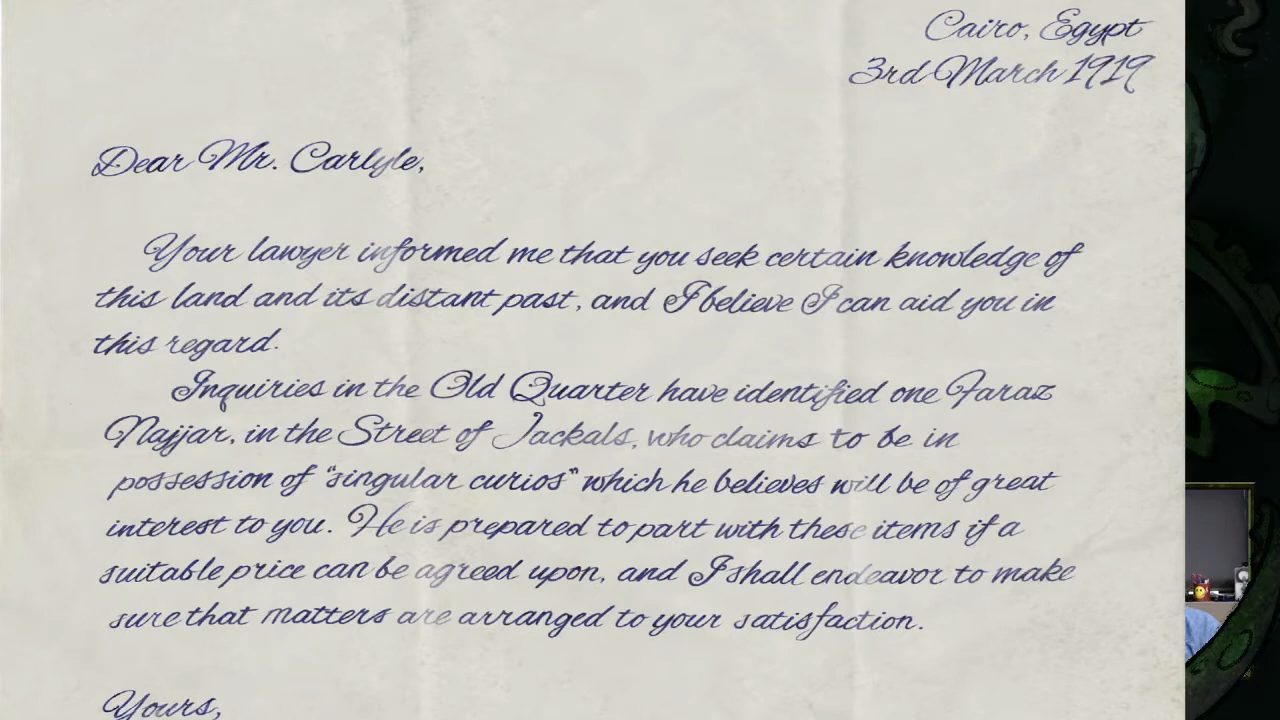 Cairo, Egypt
3rd March 1919
Dear Mr. Carlyle,
Your lawyer informed me that you seek certain knowledge of
this land and its distant past, and I believe I can aid you in
this regard.
Inquiries in the Old Quarter have identified one Faraz
Najjar, in the Street of Jackals, who claims to be in
possession of "singular curios" which he believes will be of great
interest to you. He is prepared to part with these items if a
suitable price can be agreed upon, and I shall endeavor to make
sure that matters are arranged to your satisfaction.
Yours,